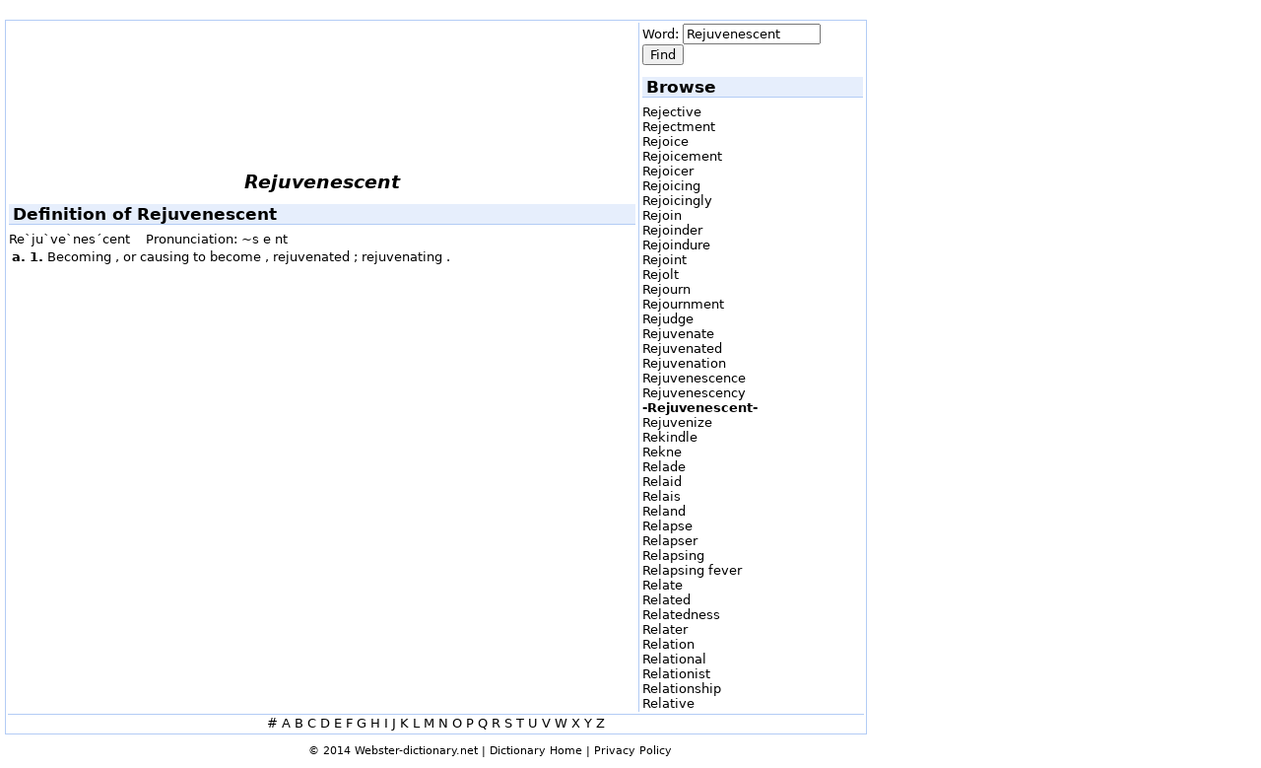 Rejuvenescent
Definition of Rejuvenescent
Re`ju`ve`nes´cent    Pronunciation: ~s e nt
a. 1. Becoming , or causing to become , rejuvenated ; rejuvenating .
Word: Rejuvenescent
Find
Browse
Rejective
Rejectment
Rejoice
Rejoicement
Rejoicer
Rejoicing
Rejoicingly
Rejoin
Rejoinder
Rejoindure
Rejoint
Rejolt
Rejourn
Rejournment
Rejudge
Rejuvenate
Rejuvenated
Rejuvenation
Rejuvenescence
Rejuvenescency
-Rejuvenescent-
Rejuvenize
Rekindle
Rekne
Relade
Relaid
Relais
Reland
Relapse
Relapser
Relapsing
Relapsing fever
Relate
Related
Relatedness
Relater
Relation
Relational
Relationist
Relationship
Relative
# A B C D E F G H I J K L M N O P Q R S T U V W X Y Z
© 2014 Webster-dictionary.net | Dictionary Home | Privacy Policy